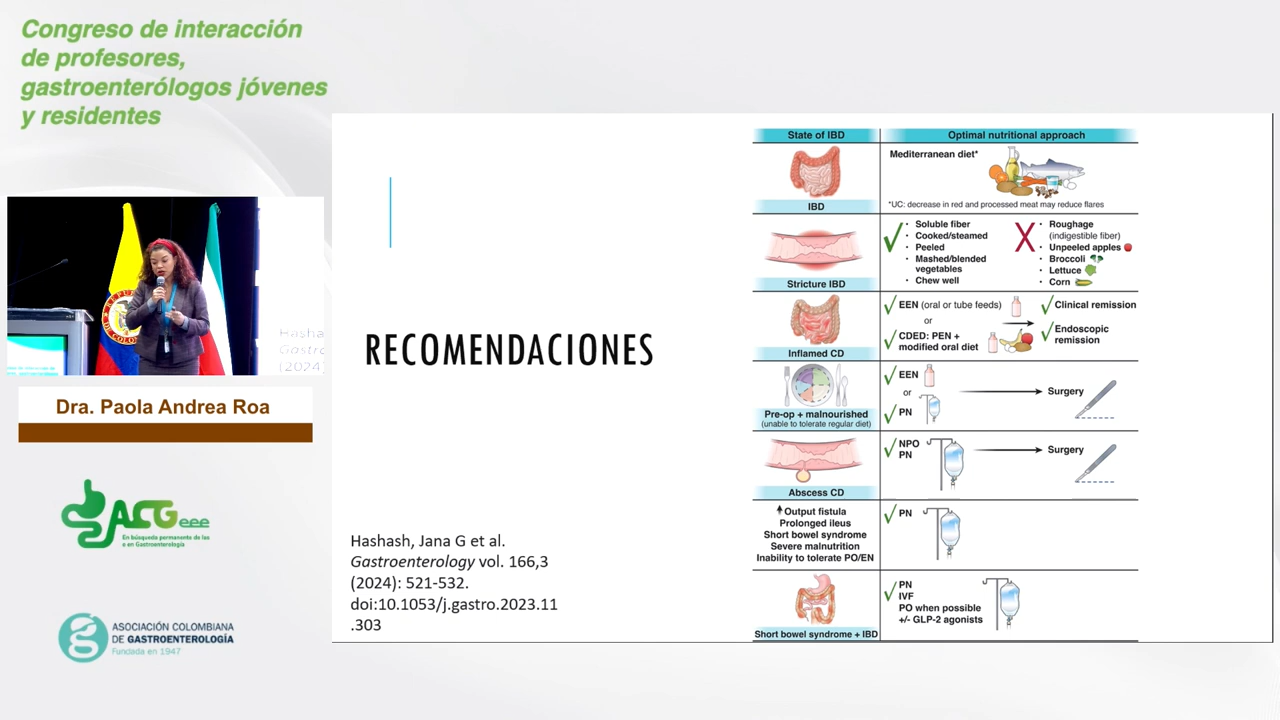 Congreso de interacción
de profesores,
gastroenterólogos jóvenes
y residentes
Hasha
Gastro
(2024)
Dra. Paola Andrea Roa
ACGeee
En búsqueda permanente de las
e en Gastroenterología
ASOCIACIÓN COLOMBIANA
DE GASTROENTEROLOGÍA
Fundada en 1947
RECOMENDACIONES
Hashash, Jana G et al.
Gastroenterology vol. 166,3
(2024): 521-532.
doi:10.1053/j.gastro.2023.11
.303
State of IBD
Optimal nutritional approach
IBD
Mediterranean diet*
*UC: decrease in red and processed meat may reduce flares
Stricture IBD
Soluble fiber
Cooked/steamed
Peeled
Mashed/blended
vegetables
Chew well
Roughage
(indigestible fiber)
Unpeeled apples
Broccoli
Lettuce
Corn
Inflamed CD
EEN (oral or tube feeds)
or
CDED: PEN +
modified oral diet
Clinical remission
Endoscopic
remission
Pre-op + malnourished
(unable to tolerate regular diet)
EEN
or
PN
Surgery
Abscess CD
NPO
PN
Surgery
Output fistula
Prolonged ileus
Short bowel syndrome
Severe malnutrition
Inability to tolerate PO/EN
PN
Short bowel syndrome + IBD
PN
IVF
PO when possible
+/- GLP-2 agonists